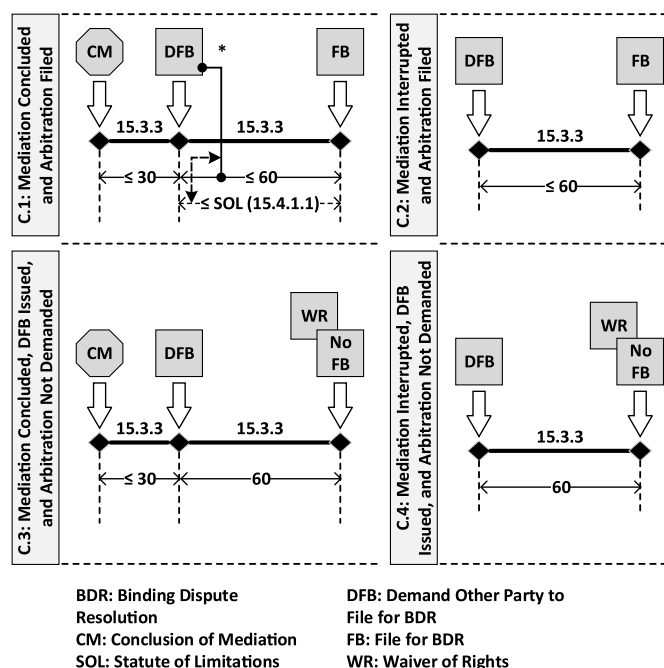 C.1: Mediation Concluded
and Arbitration Filed
CM
DFB
*
FB
15.3.3
15.3.3
≤ 30
≤ 60
≤ SOL (15.4.1.1)
C.2: Mediation Interrupted
and Arbitration Filed
DFB
FB
15.3.3
≤ 60
C.3: Mediation Concluded, DFB Issued,
and Arbitration Not Demanded
CM
DFB
WR
No
FB
15.3.3
15.3.3
≤ 30
60
C.4: Mediation Interrupted, DFB
Issued, and Arbitration Not Demanded
DFB
WR
No
FB
15.3.3
60
BDR: Binding Dispute
Resolution
CM: Conclusion of Mediation
SOL: Statute of Limitations
DFB: Demand Other Party to
File for BDR
FB: File for BDR
WR: Waiver of Rights